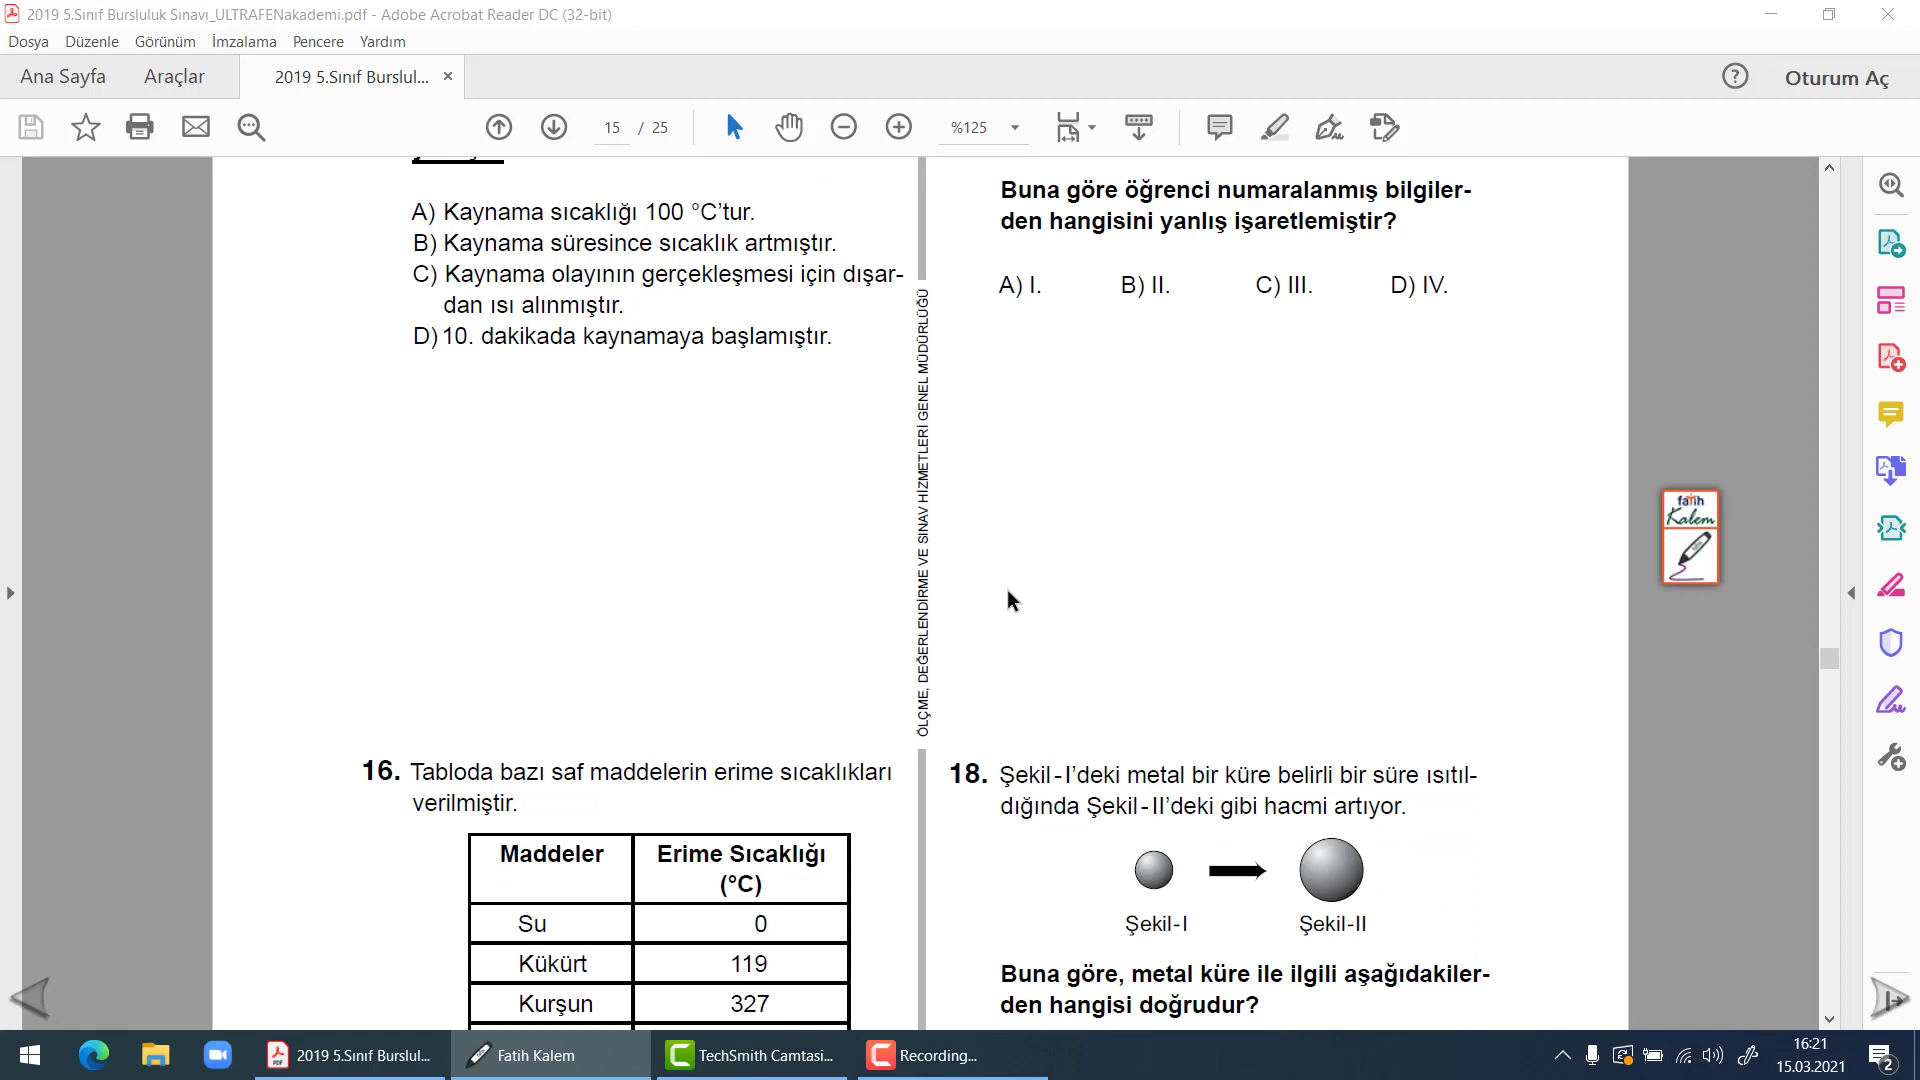 2019 5.Sınıf Bursluluk Sınavı_ULTRAFENakademi.pdf - Adobe Acrobat Reader DC (32-bit)
Dosya Düzenle Görünüm İmzalama Pencere Yardım
Ana Sayfa Araçlar 2019 5.Sınıf Burslul... × Oturum Aç
15 / 25 %125
A) Kaynama sıcaklığı 100 °C’tur.
B) Kaynama süresince sıcaklık artmıştır.
C) Kaynama olayının gerçekleşmesi için dışar-
dan ısı alınmıştır.
D) 10. dakikada kaynamaya başlamıştır.
16. Tabloda bazı saf maddelerin erime sıcaklıkları
verilmiştir.
Maddeler Erime Sıcaklığı
(°C)
Su 0
Kükürt 119
Kurşun 327
ÖLÇME, DEĞERLENDİRME VE SINAV HİZMETLERİ GENEL MÜDÜRLÜĞÜ
Buna göre öğrenci numaralanmış bilgiler-
den hangisini yanlış işaretlemiştir?
A) I. B) II. C) III. D) IV.
18. Şekil-I’deki metal bir küre belirli bir süre ısıtıl-
dığında Şekil-II’deki gibi hacmi artıyor.
Şekil-I Şekil-II
Buna göre, metal küre ile ilgili aşağıdakiler-
den hangisi doğrudur?
fatih
Kalem
2019 5.Sınıf Burslul... Fatih Kalem TechSmith Camtasi... Recording...
16:21
15.03.2021
2